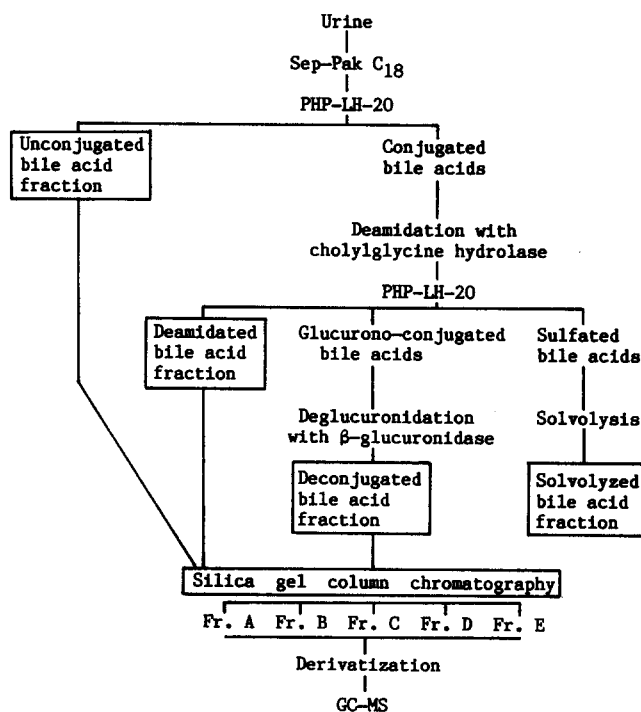 Urine
Sep-Pak C18
PHP-LH-20
Unconjugated
bile acid
fraction
Conjugated
bile acids
Deamidation with
cholylglycine hydrolase
PHP-LH-20
Deamidated
bile acid
fraction
Glucurono-conjugated
bile acids
Sulfated
bile acids
Deglucuronidation
with β-glucuronidase
Solvolysis
Deconjugated
bile acid
fraction
Solvolyzed
bile acid
fraction
Silica gel column chromatography
Fr. A Fr. B Fr. C Fr. D Fr. E
Derivatization
GC-MS